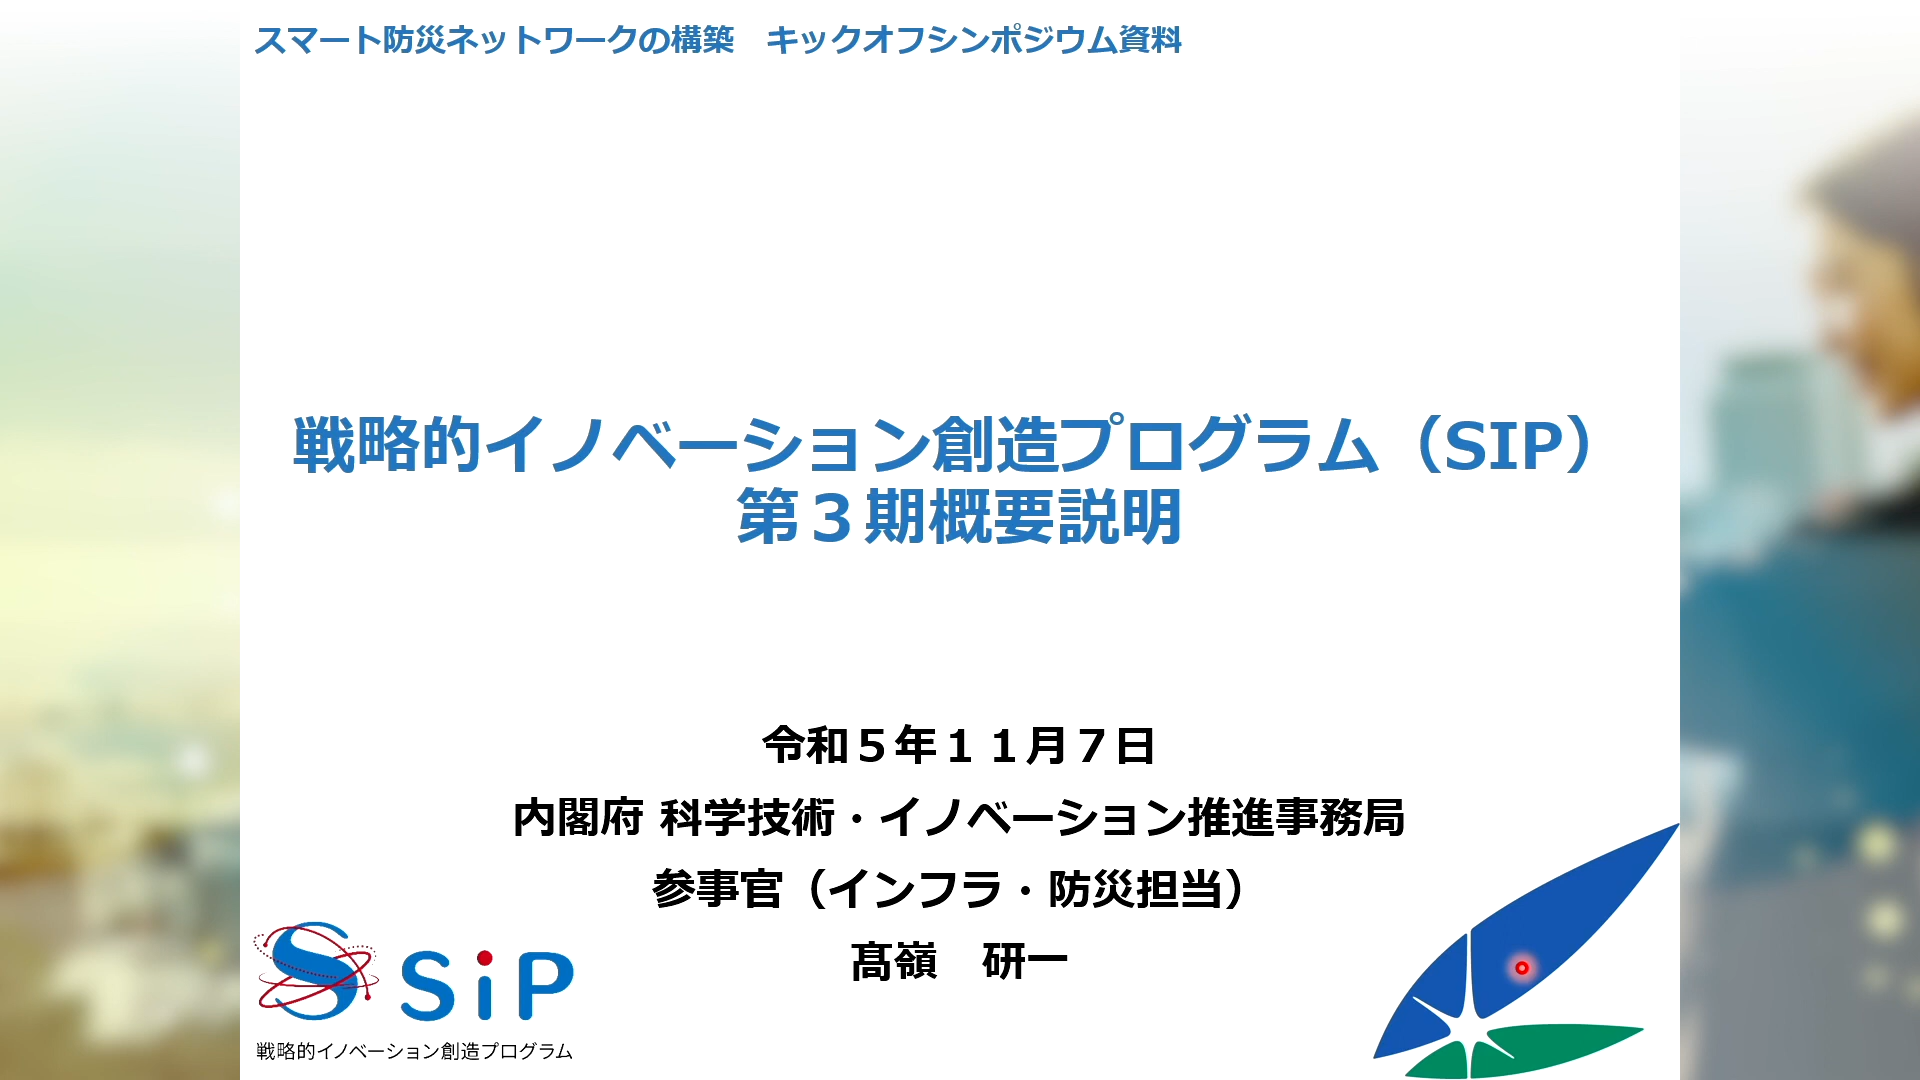 スマート防災ネットワークの構築　キックオフシンポジウム資料
戦略的イノベーション創造プログラム（SIP）
第３期概要説明
令和５年１１月７日
内閣府 科学技術・イノベーション推進事務局
参事官（インフラ・防災担当）
髙嶺　研一
SiP
戦略的イノベーション創造プログラム